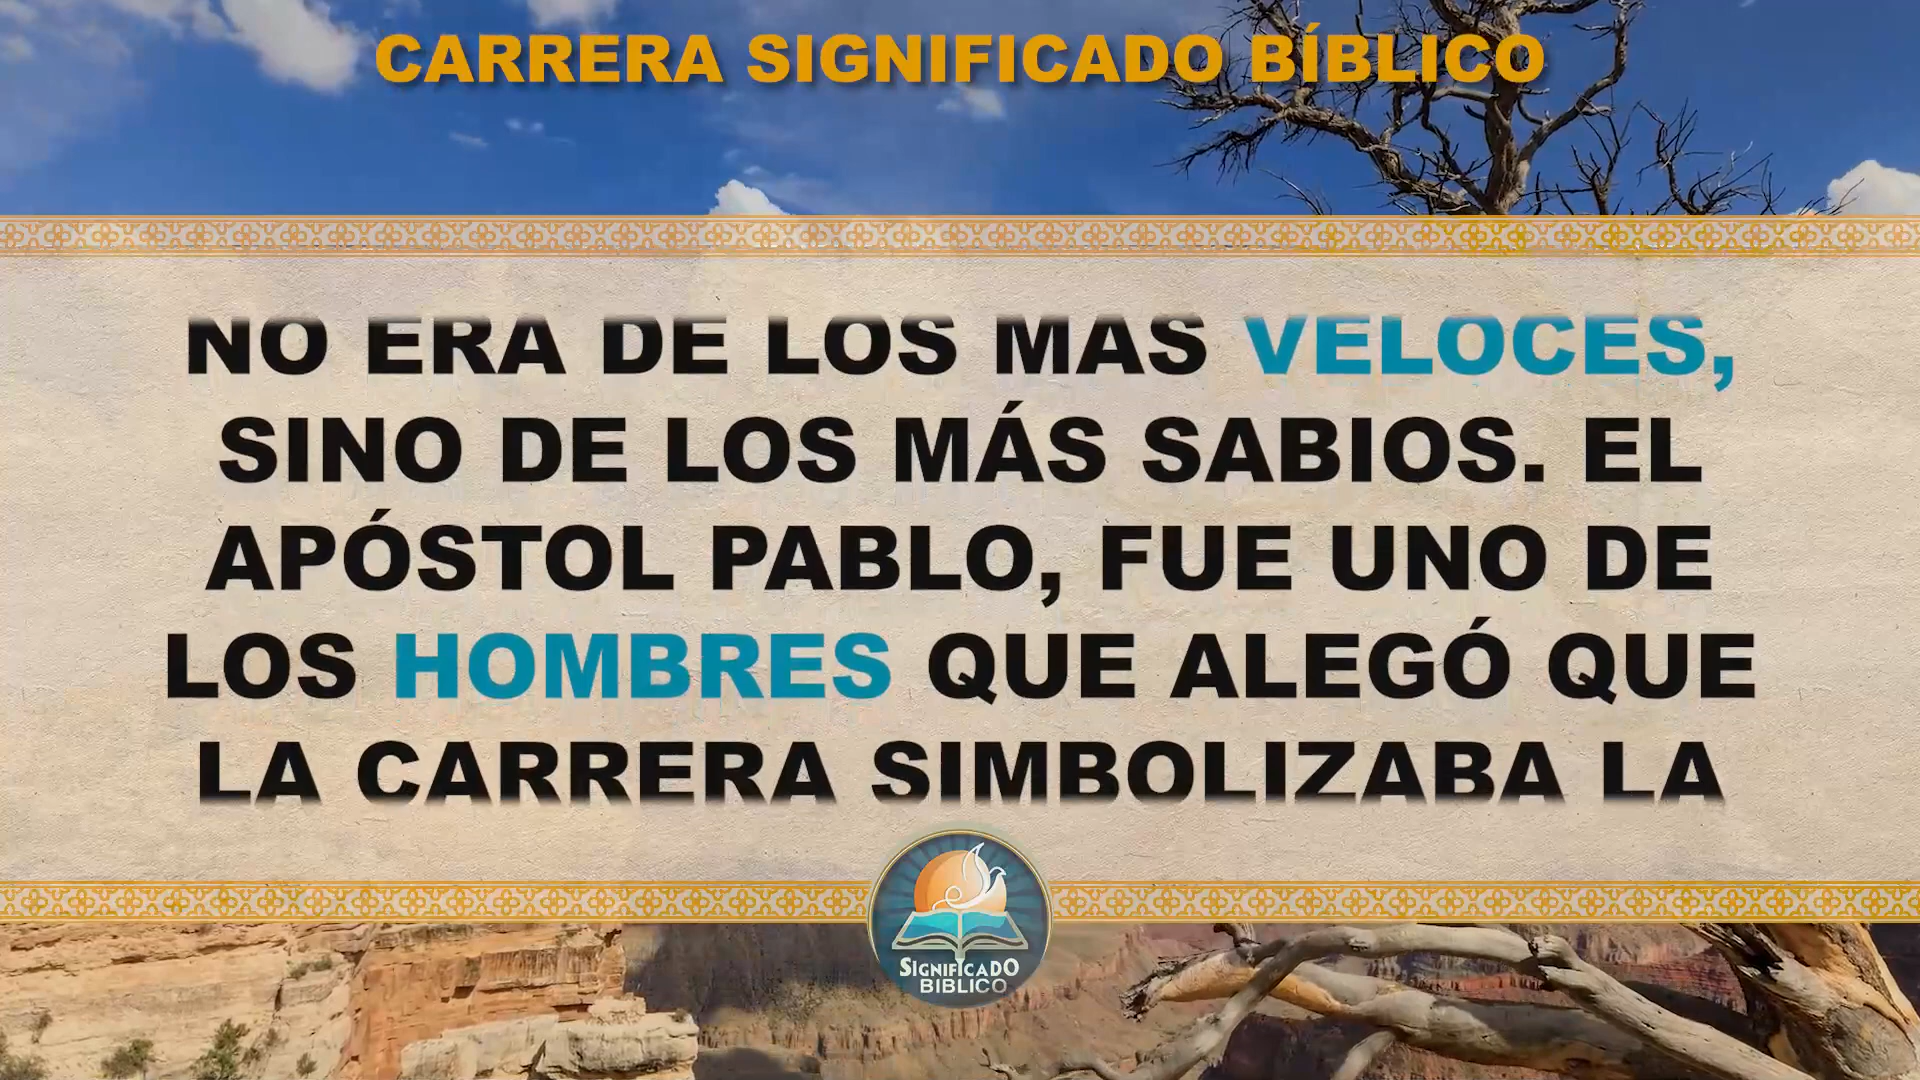 CARRERA SIGNIFICADO BÍBLICO
NO ERA DE LOS MAS VELOCES,
SINO DE LOS MÁS SABIOS. EL
APÓSTOL PABLO, FUE UNO DE
LOS HOMBRES QUE ALEGÓ QUE
LA CARRERA SIMBOLIZABA LA
SIGNIFICADO
BÍBLICO